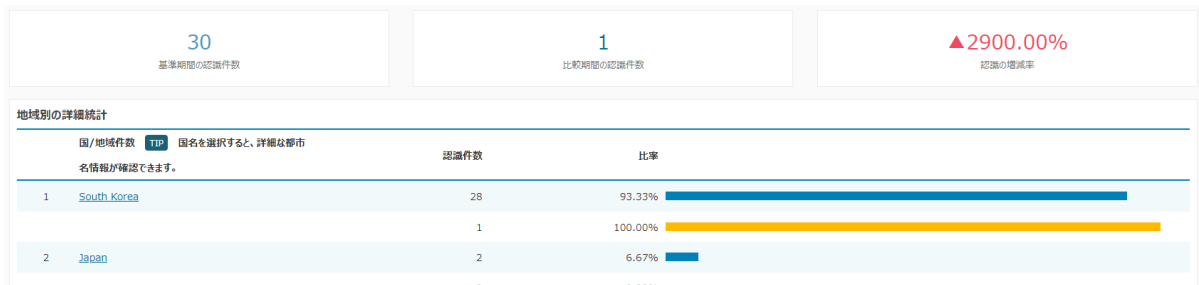 30
基準期間の認識件数
1
比較期間の認識件数
▲2900.00%
認識の増減率
地域別の詳細統計
国/地域件数 TIP 国名を選択すると、詳細な都市
名情報が確認できます。
認識件数
比率
1 South Korea 28 93.33%
1 100.00%
2 Japan 2 6.67%